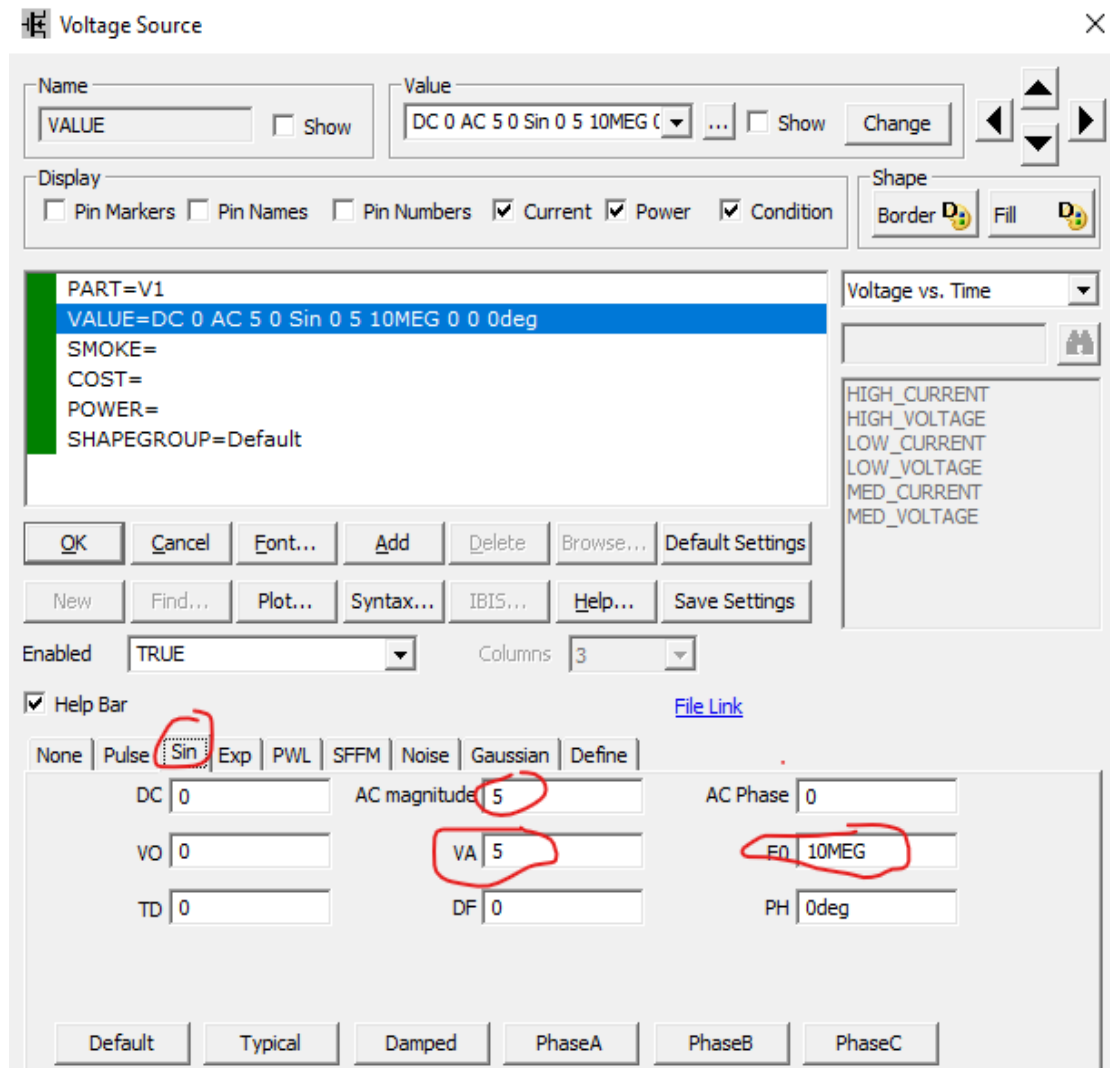 Voltage Source
Name
Value
VALUE
Show
DC 0 AC 5 0 Sin 0 5 10MEG 0
...
Show
Change
Display
Shape
Pin Markers Pin Names Pin Numbers Current Power Condition
Border Fill
PART=V1
VALUE=DC 0 AC 5 0 Sin 0 5 10MEG 0 0 0deg
SMOKE=
COST=
POWER=
SHAPEGROUP=Default
Voltage vs. Time
HIGH_CURRENT
HIGH_VOLTAGE
LOW_CURRENT
LOW_VOLTAGE
MED_CURRENT
MED_VOLTAGE
OK Cancel Font... Add Delete Browse... Default Settings
New Find... Plot... Syntax... IBIS... Help... Save Settings
Enabled TRUE Columns 3
Help Bar File Link
None Pulse Sin Exp PWL SFFM Noise Gaussian Define
DC 0 AC magnitude 5 AC Phase 0
VO 0 VA 5 F0 10MEG
TD 0 DF 0 PH 0deg
Default Typical Damped PhaseA PhaseB PhaseC